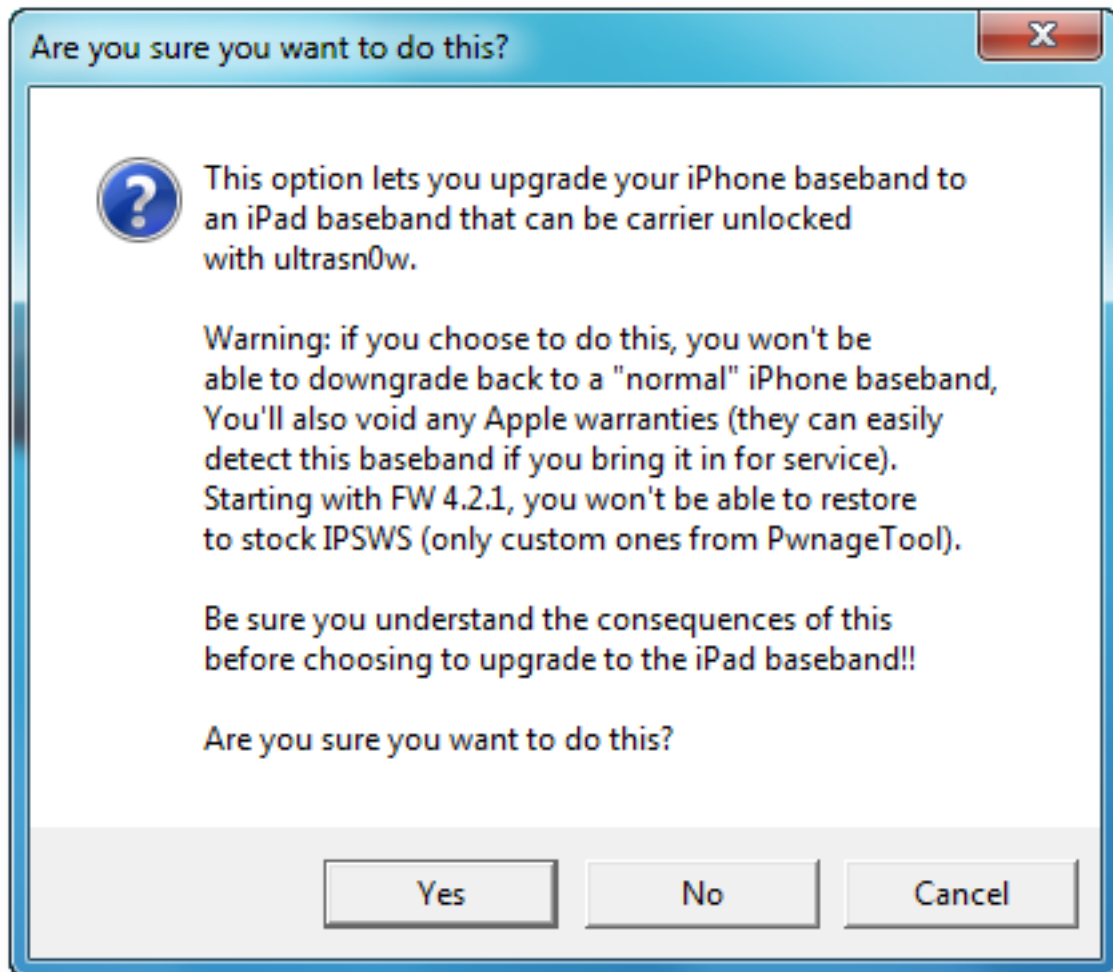 Are you sure you want to do this?
This option lets you upgrade your iPhone baseband to
an iPad baseband that can be carrier unlocked
with ultrasn0w.
Warning: if you choose to do this, you won't be
able to downgrade back to a "normal" iPhone baseband,
You'll also void any Apple warranties (they can easily
detect this baseband if you bring it in for service).
Starting with FW 4.2.1, you won't be able to restore
to stock IPSWS (only custom ones from PwnageTool).
Be sure you understand the consequences of this
before choosing to upgrade to the iPad baseband!!
Are you sure you want to do this?
Yes No Cancel